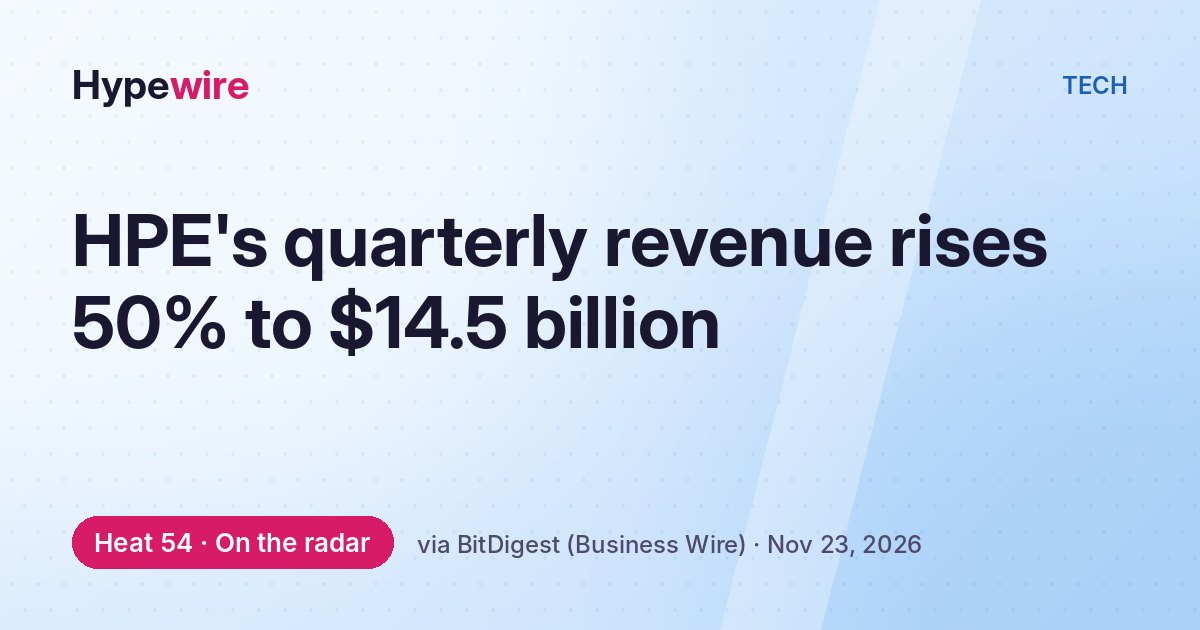 Hypewire
TECH
HPE's quarterly revenue rises
50% to $14.5 billion
Heat 54 · On the radar
via BitDigest (Business Wire) · Nov 23, 2026